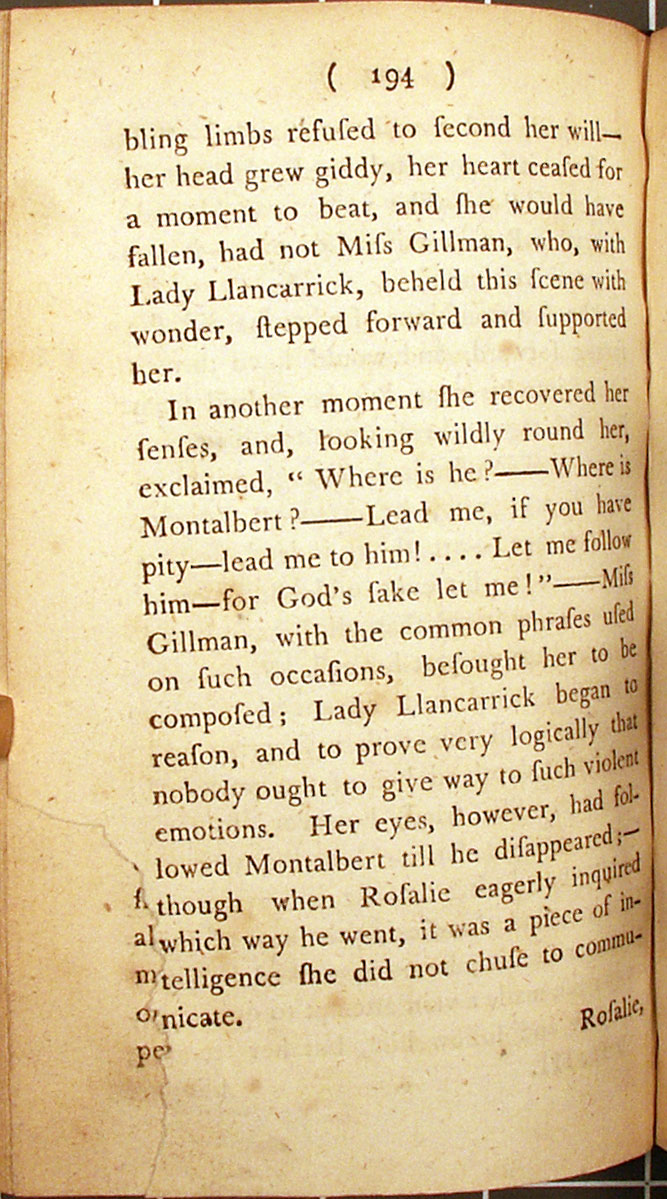 ( 194 )
bling limbs refuſed to ſecond her will—
her head grew giddy, her heart ceaſed for
a moment to beat, and ſhe would have
fallen, had not Miſs Gillman, who, with
Lady Llancarrick, beheld this ſcene with
wonder, ſtepped forward and ſupported
her.
In another moment ſhe recovered her
ſenſes, and, looking wildly round her,
exclaimed, “ Where is he ?——Where is
Montalbert ?——Lead me, if you have
pity—lead me to him! . . . . Let me follow
him—for God's ſake let me!”——Miſs
Gillman, with the common phraſes uſed
on ſuch occaſions, beſought her to be
compoſed ; Lady Llancarrick began to
reaſon, and to prove very logically that
nobody ought to give way to ſuch violent
emotions. Her eyes, however, had fol-
lowed Montalbert till he diſappeared;—
though when Roſalie eagerly inquired
al which way he went, it was a piece of in-
telligence ſhe did not chuſe to commu-
nicate.
Roſalie,
pe